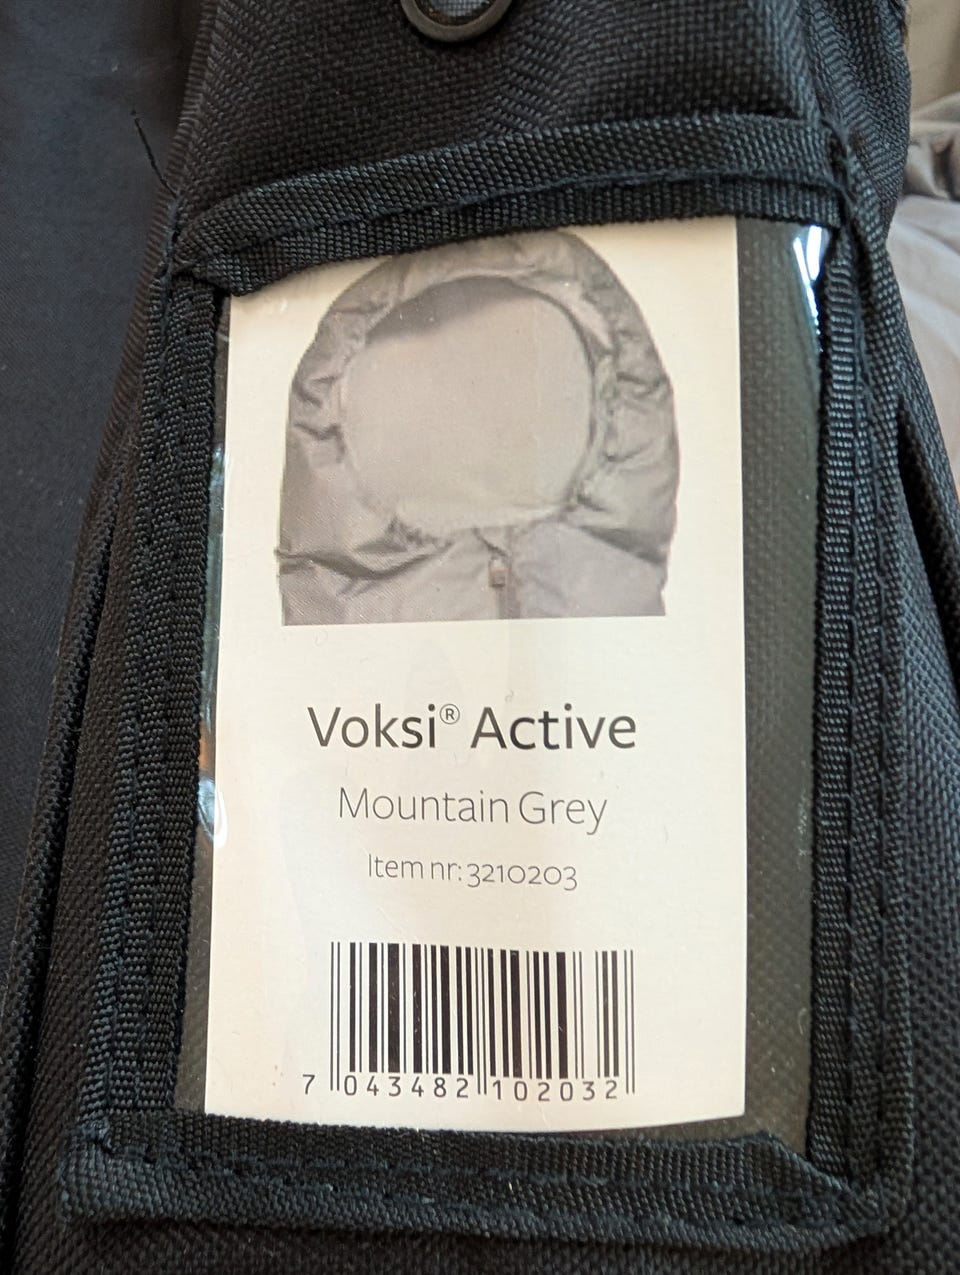 Voksi® Active
Mountain Grey
Item nr: 3210203
7 043482 102032